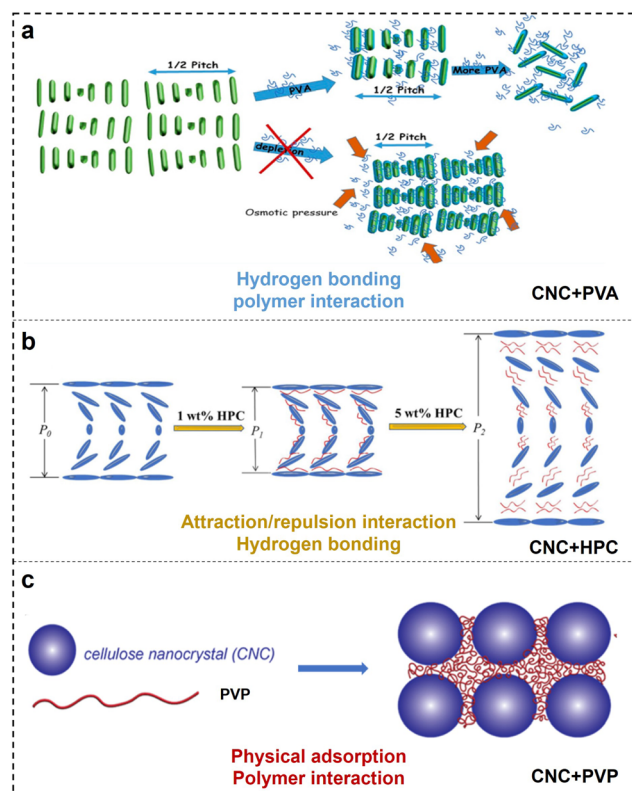 a
1/2 Pitch
PVA
1/2 Pitch
More PVA
depletion
1/2 Pitch
Osmotic pressure
Hydrogen bonding
polymer interaction
CNC+PVA
b
P0
1 wt% HPC
P1
5 wt% HPC
P2
Attraction/repulsion interaction
Hydrogen bonding
CNC+HPC
c
cellulose nanocrystal (CNC)
PVP
Physical adsorption
Polymer interaction
CNC+PVP